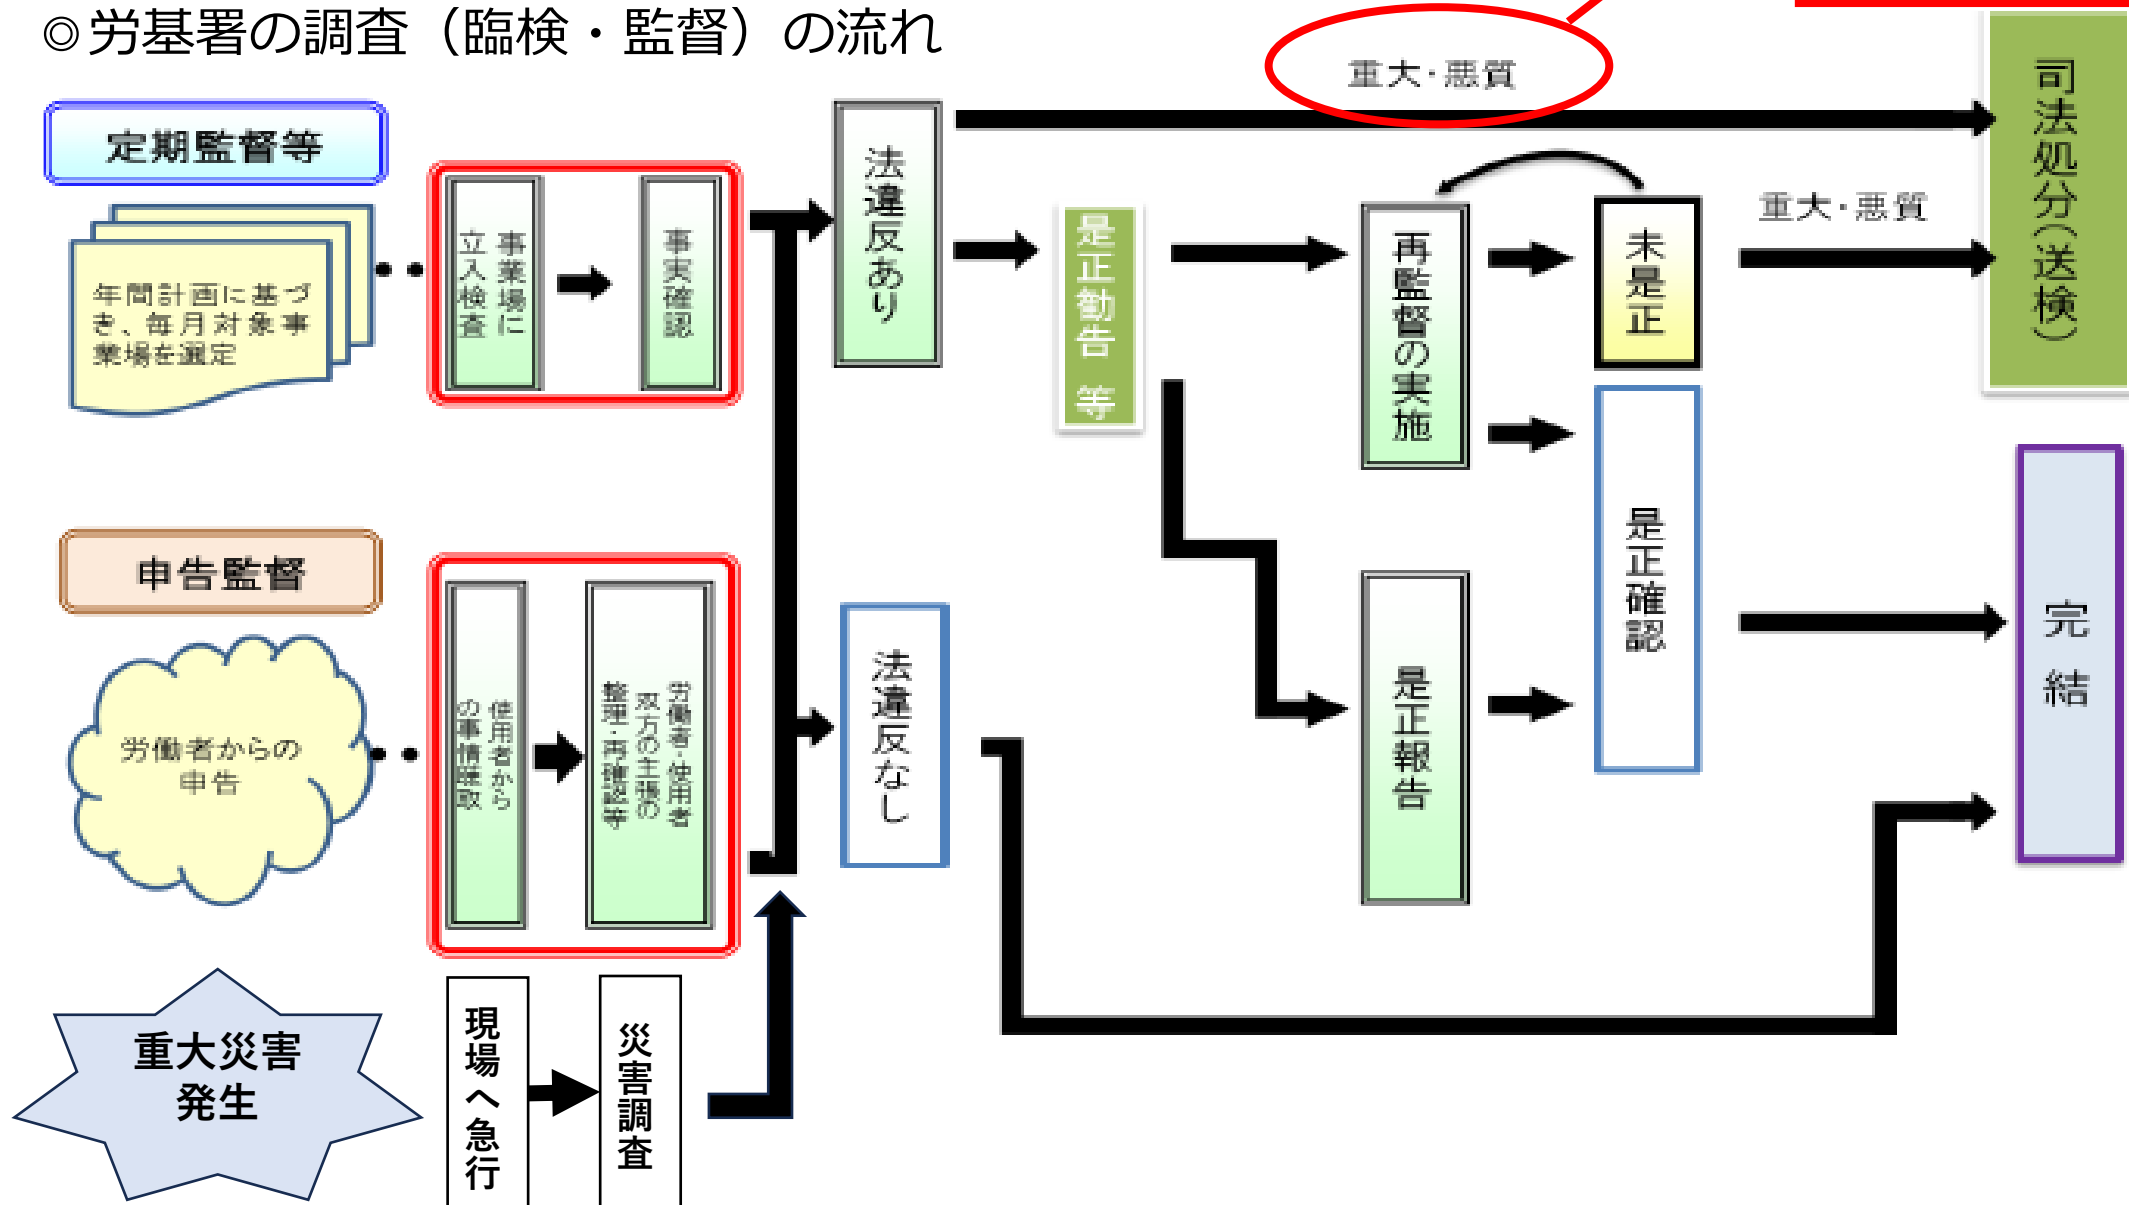 ◎労基署の調査（臨検・監督）の流れ
重大・悪質
司法処分（送検）
定期監督等
年間計画に基づ
き、毎月対象事
業場を選定
事業場に
立入検査
事実確認
法違反あり
是正勧告 等
再監督の実施
未是正
重大・悪質
是正確認
完結
申告監督
労働者からの
申告
使用者から
の事情聴取
労働者・使用者
双方の主張の
整理・再確認等
法違反なし
是正報告
重大災害
発生
現場へ急行
災害調査